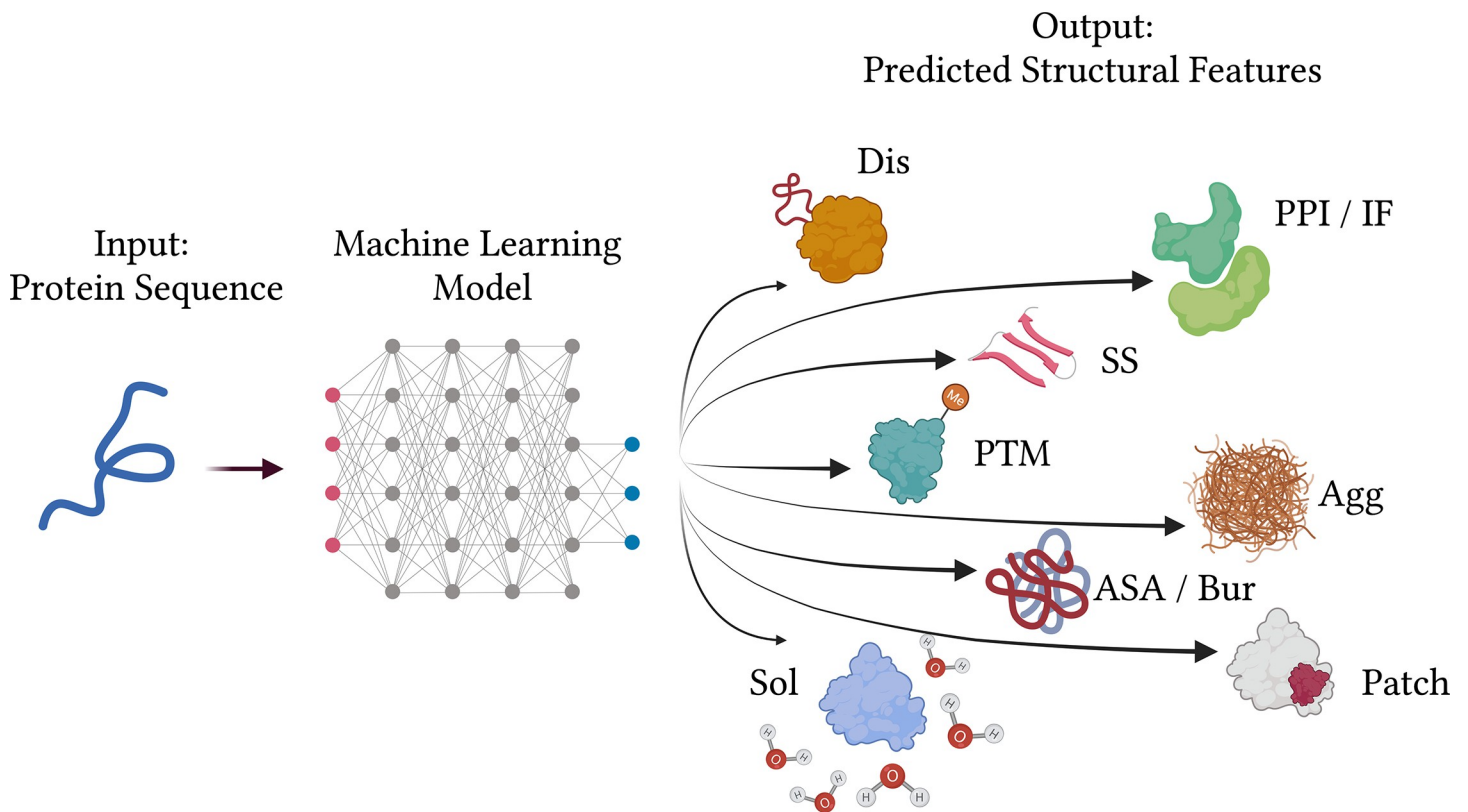 Output:
Predicted Structural Features
Dis
PPI / IF
Input:
Protein Sequence
Machine Learning
Model
SS
Me
PTM
Agg
ASA / Bur
Sol
Patch
H
H
O
H
O
H
H
O
H
H
O
H
H
O
H